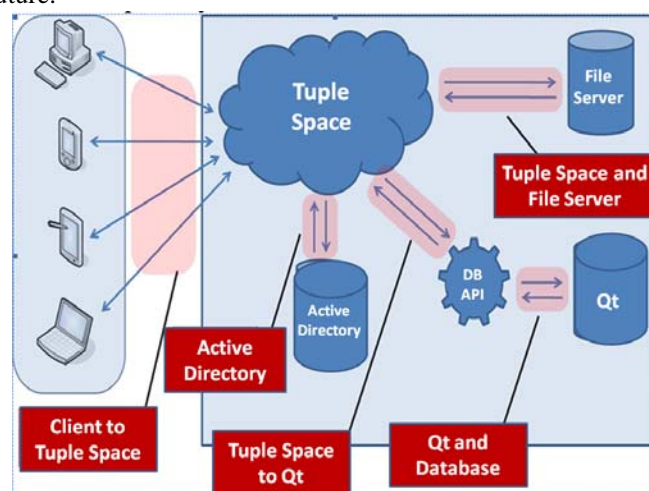 ature.
Tuple
Space
File
Server
Tuple Space and
File Server
DB
API
Qt
Active
Directory
Active
Directory
Client to
Tuple Space
Tuple Space
to Qt
Qt and
Database